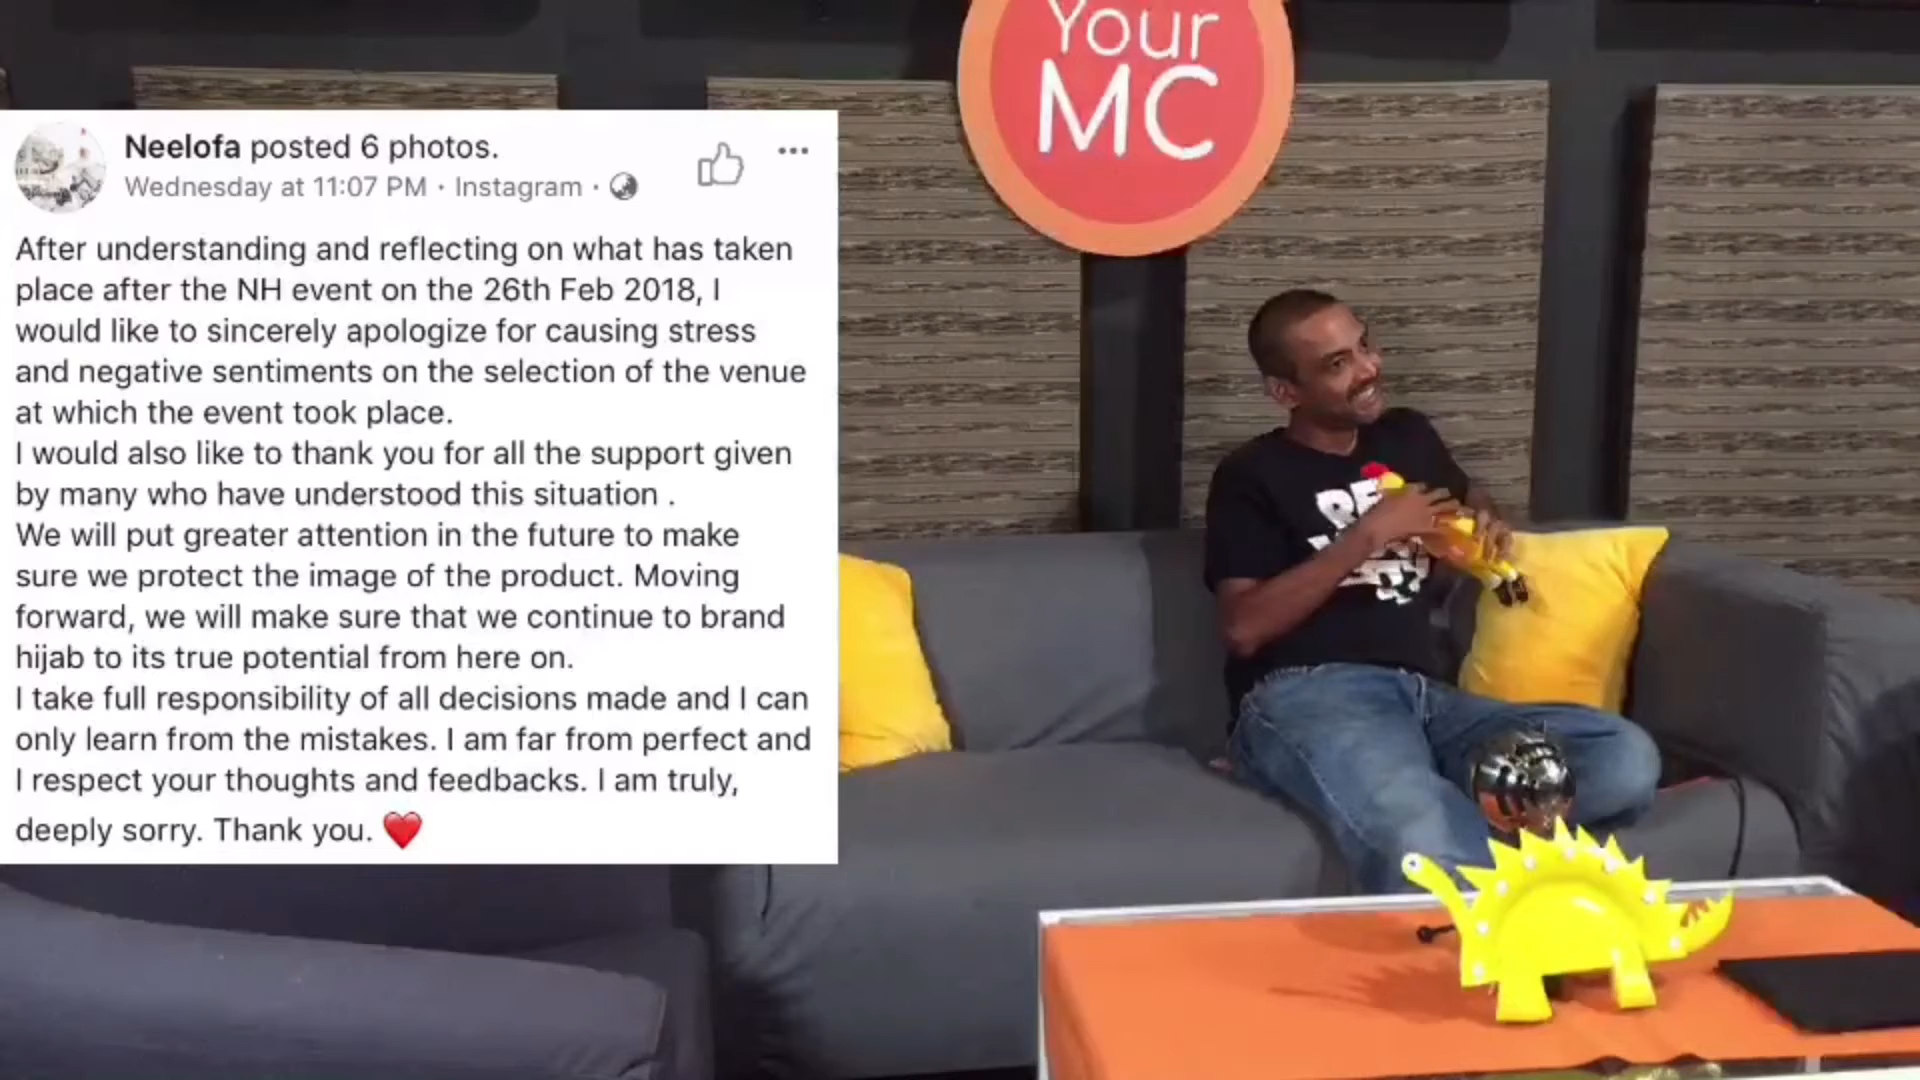 Your
MC
Neelofa posted 6 photos.
Wednesday at 11:07 PM · Instagram ·
After understanding and reflecting on what has taken
place after the NH event on the 26th Feb 2018, I
would like to sincerely apologize for causing stress
and negative sentiments on the selection of the venue
at which the event took place.
I would also like to thank you for all the support given
by many who have understood this situation .
We will put greater attention in the future to make
sure we protect the image of the product. Moving
forward, we will make sure that we continue to brand
hijab to its true potential from here on.
I take full responsibility of all decisions made and I can
only learn from the mistakes. I am far from perfect and
I respect your thoughts and feedbacks. I am truly,
deeply sorry. Thank you. ❤️